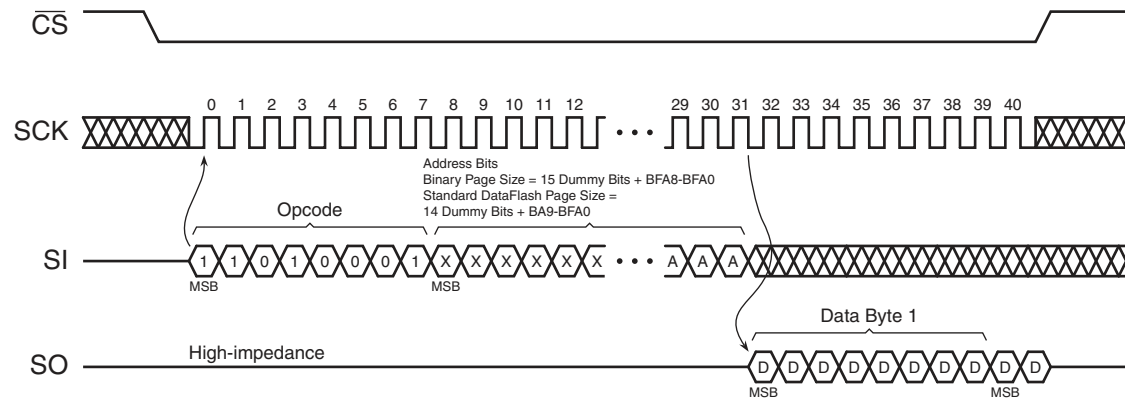 CS
0 1 2 3 4 5 6 7 8 9 10 11 12 29 30 31 32 33 34 35 36 37 38 39 40
SCK
Address Bits
Binary Page Size = 15 Dummy Bits + BFA8-BFA0
Standard DataFlash Page Size =
14 Dummy Bits + BA9-BFA0
Opcode
SI 1 1 0 1 0 0 0 1 X X X X X X A A A
MSB MSB
Data Byte 1
High-impedance
SO D D D D D D D D D D
MSB MSB